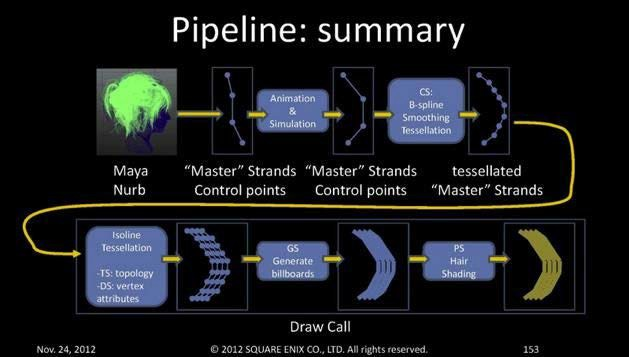 Pipeline: summary
Animation
&
Simulation
CS:
B-spline
Smoothing
Tessellation
Maya
Nurb
“Master” Strands
Control points
“Master” Strands
Control points
tessellated
“Master” Strands
Isoline
Tessellation
-TS: topology
-DS: vertex
attributes
GS
Generate
billboards
PS
Hair
Shading
Draw Call
Nov. 24, 2012
© 2012 SQUARE ENIX CO., LTD. All rights reserved.
153